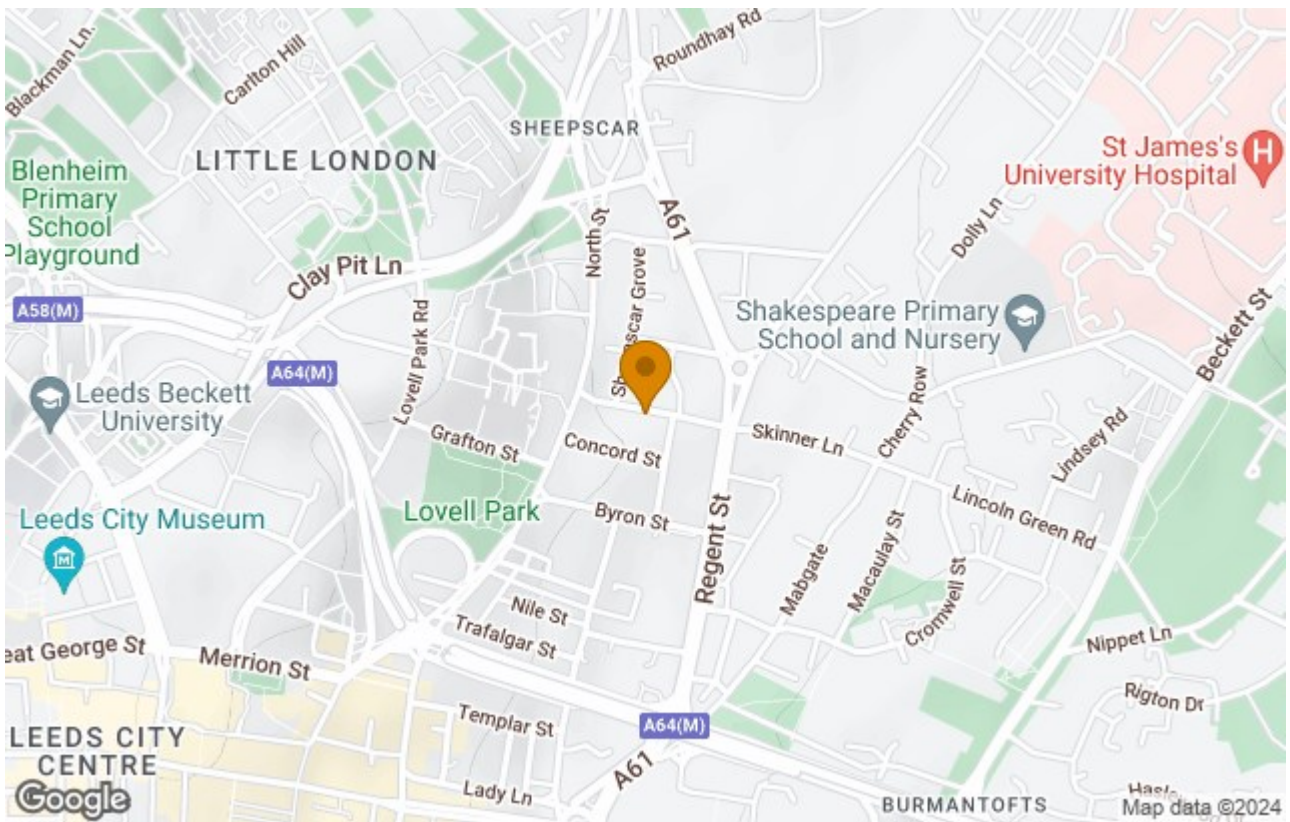 Roundhay Rd
Blackman Ln.
Carlton Hill
SHEEPSCAR
LITTLE LONDON
St James's
University Hospital
H
Blenheim
Primary
School
Playground
A61
North St
Dolly Ln
Clay Pit Ln
Grove
A58(M)
Shakespeare Primary
School and Nursery
Beckett St
Lovell Park Rd
A64(M)
Leeds Beckett
University
Cherry Row
Lindsey Rd
Grafton St
Concord St
Skinner Ln
Lincoln Green Rd
Leeds City Museum
M
Lovell Park
Byron St
Regent St
Mabgate
Macaulay St
Cromwell St
Nile St
Trafalgar St
Nippet Ln
eat George St
Merrion St
Rigton Dr
Templar St
A64(M)
LEEDS CITY
CENTRE
A61
Lady Ln
BURMANTOFTS
Google
Map data ©2024